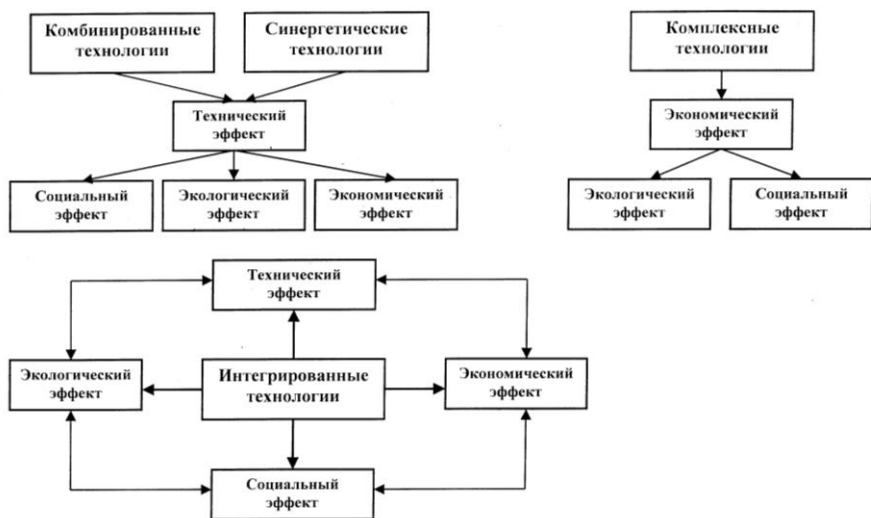 Комбинированные
технологии
Синергетические
технологии
Комплексные
технологии
Технический
эффект
Экономический
эффект
Социальный
эффект
Экологический
эффект
Экономический
эффект
Экологический
эффект
Социальный
эффект
Технический
эффект
Экологический
эффект
Интегрированные
технологии
Экономический
эффект
Социальный
эффект